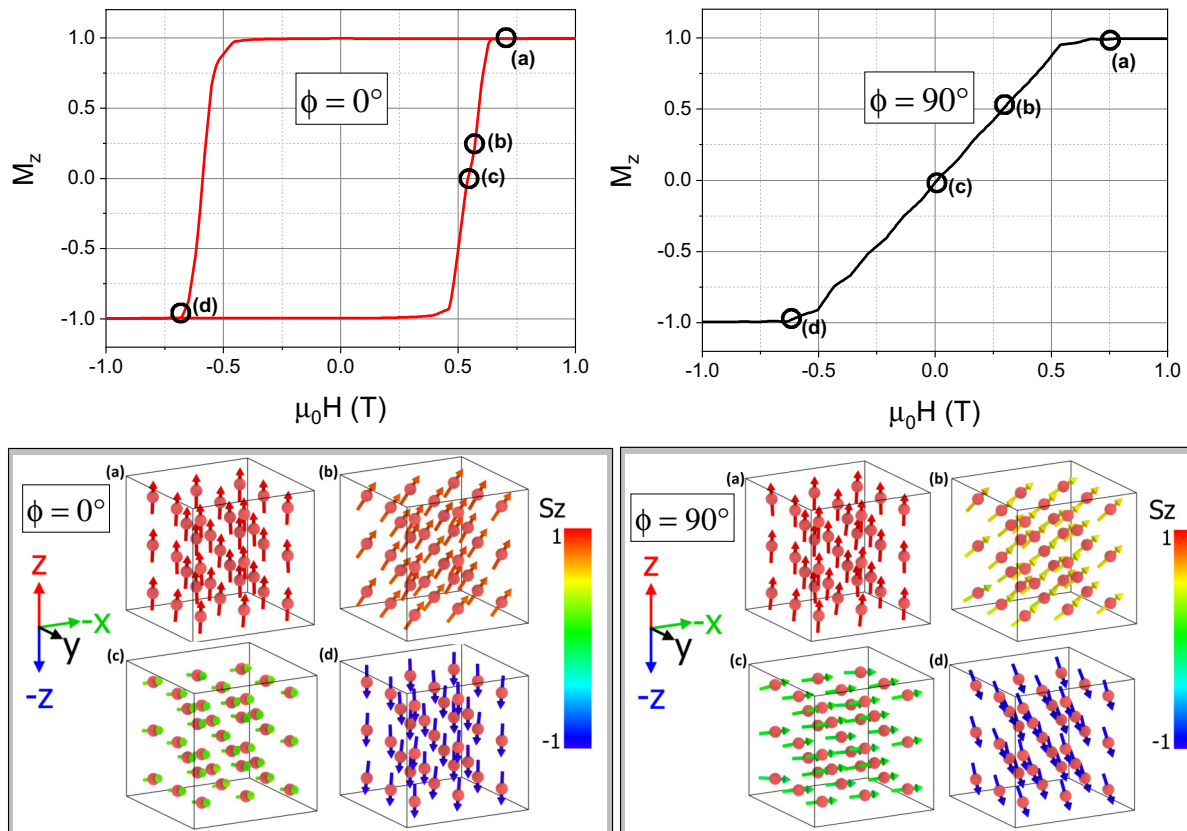 1.0
0.5
0.0
-0.5
-1.0
M_z
ϕ = 0°
(a)
(b)
(c)
(d)
-1.0 -0.5 0.0 0.5 1.0
μ₀H (T)
1.0
0.5
0.0
-0.5
-1.0
M_z
ϕ = 90°
(a)
(b)
(c)
(d)
-1.0 -0.5 0.0 0.5 1.0
μ₀H (T)
ϕ = 0°
(a)
(b)
Sz
1
-1
Z
-X
y
-Z
(c)
(d)
ϕ = 90°
(a)
(b)
Sz
1
-1
Z
-X
y
-Z
(c)
(d)